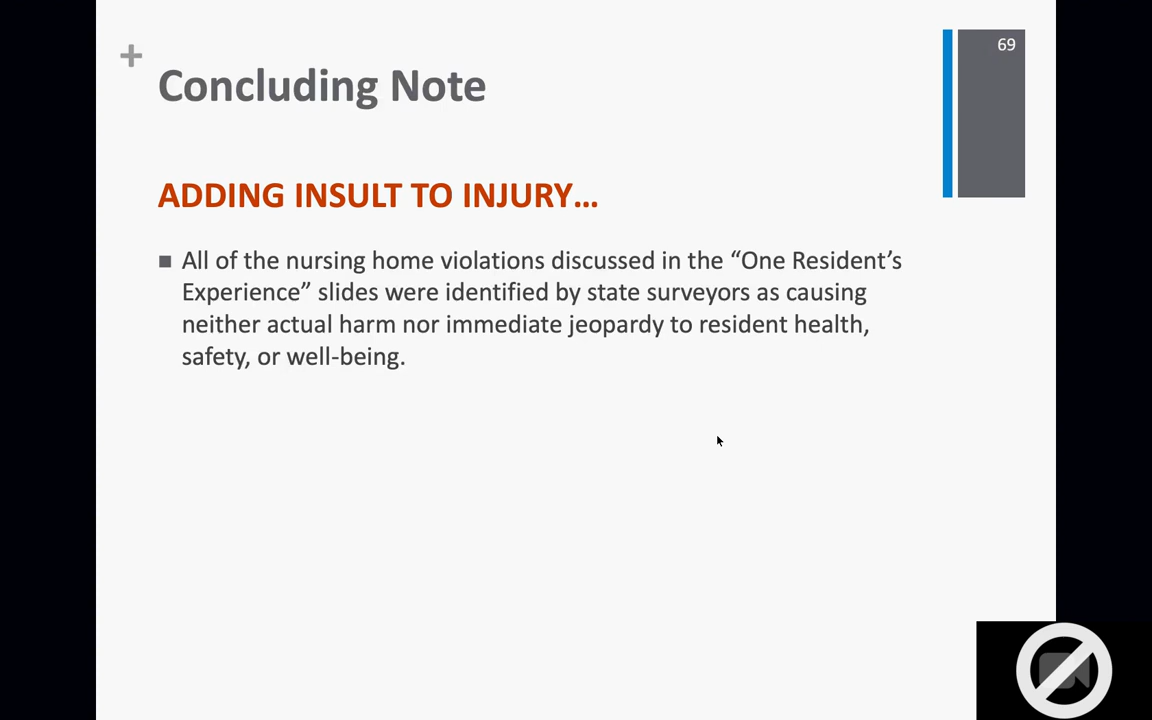 69
+
Concluding Note
ADDING INSULT TO INJURY…
■ All of the nursing home violations discussed in the “One Resident’s
Experience” slides were identified by state surveyors as causing
neither actual harm nor immediate jeopardy to resident health,
safety, or well-being.